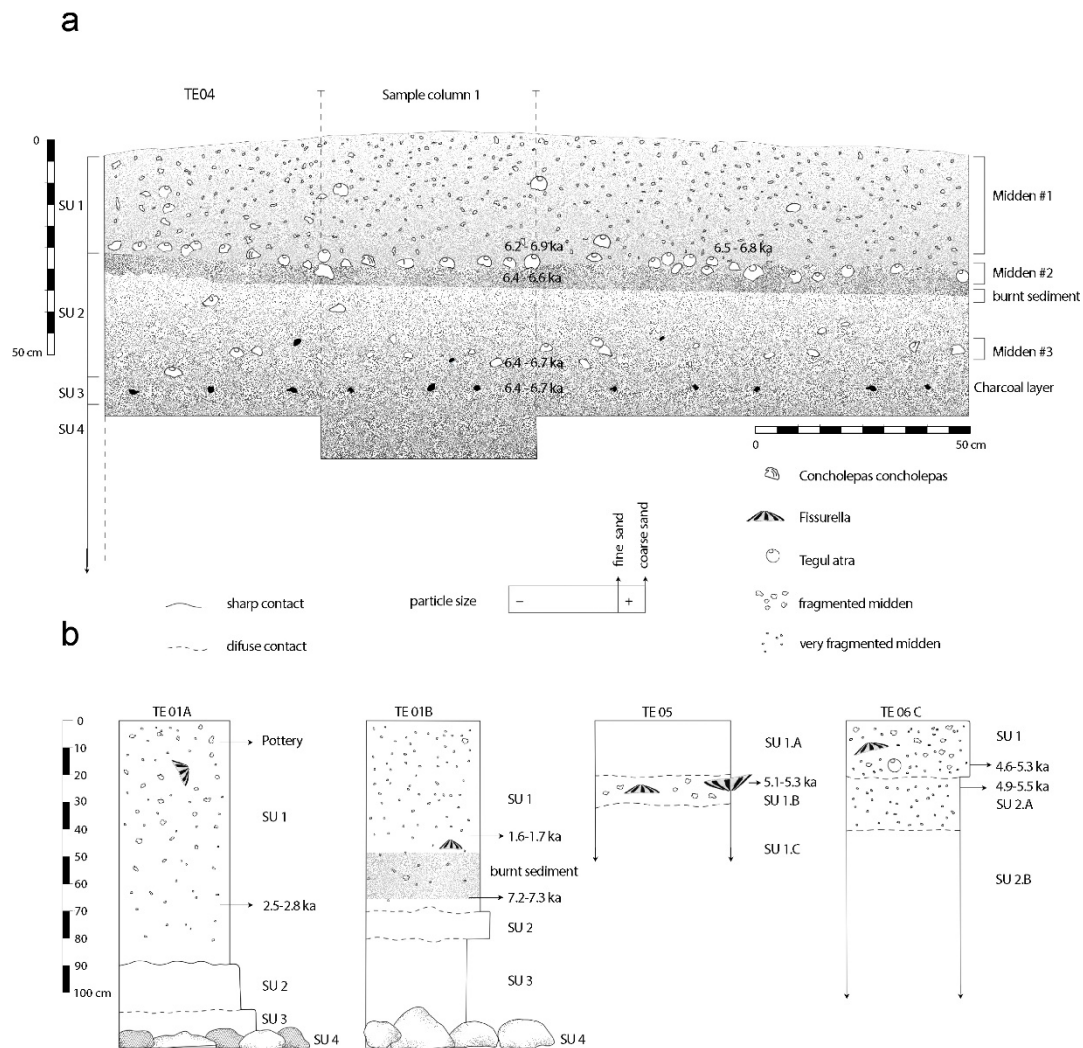 a
TE04
Sample column 1
0
SU 1
Midden #1
6.2 - 6.9 ka
6.5 - 6.8 ka
6.4 - 6.6 ka
Midden #2
burnt sediment
SU 2
50 cm
Midden #3
6.4 - 6.7 ka
6.4 - 6.7 ka
Charcoal layer
SU 3
SU 4
0
50 cm
Concholepas concholepas
Fissurella
Tegul atra
fragmented midden
very fragmented midden
fine sand
coarse sand
sharp contact
particle size
–
+
difuse contact
b
TE 01A
TE 01B
TE 05
TE 06 C
0
10
20
30
40
50
60
70
80
90
100 cm
Pottery
SU 1
2.5-2.8 ka
SU 2
SU 3
SU 4
SU 1
1.6-1.7 ka
burnt sediment
7.2-7.3 ka
SU 2
SU 3
SU 4
SU 1.A
5.1-5.3 ka
SU 1.B
SU 1.C
SU 1
4.6-5.3 ka
4.9-5.5 ka
SU 2.A
SU 2.B